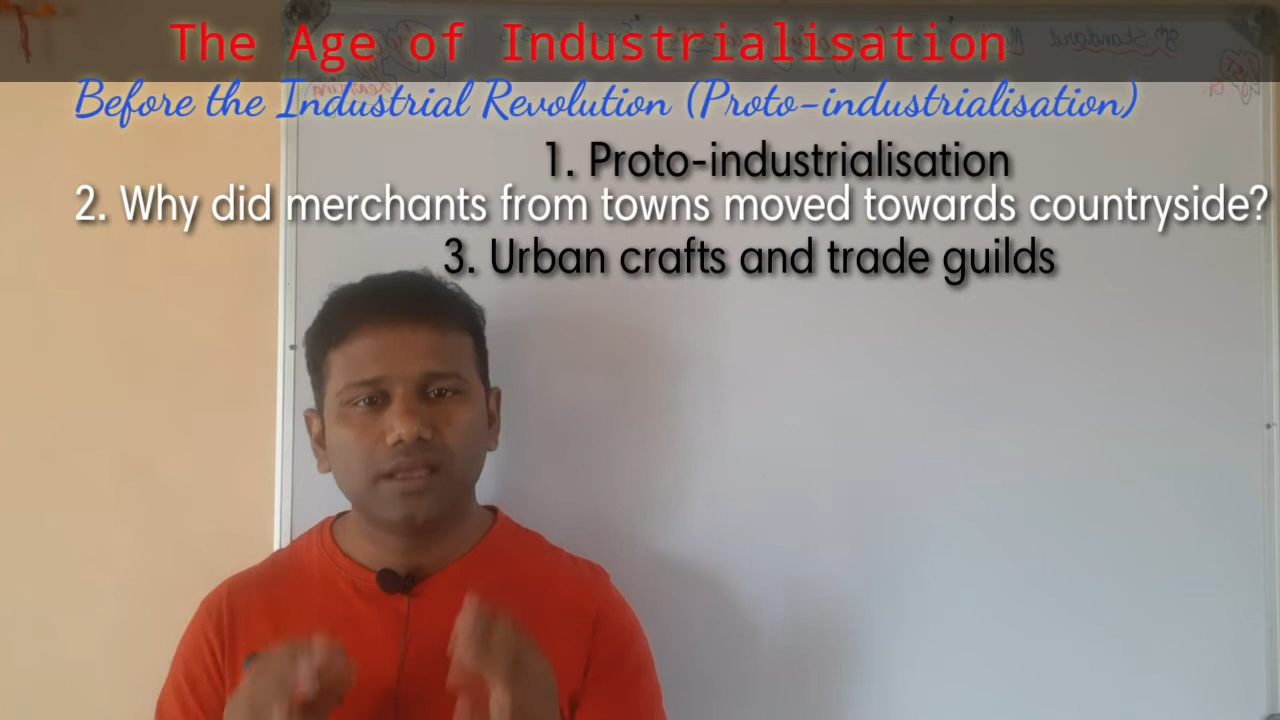 The Age of Industrialisation
Before the Industrial Revolution (Proto-industrialisation)
1. Proto-industrialisation
2. Why did merchants from towns moved towards countryside?
3. Urban crafts and trade guilds